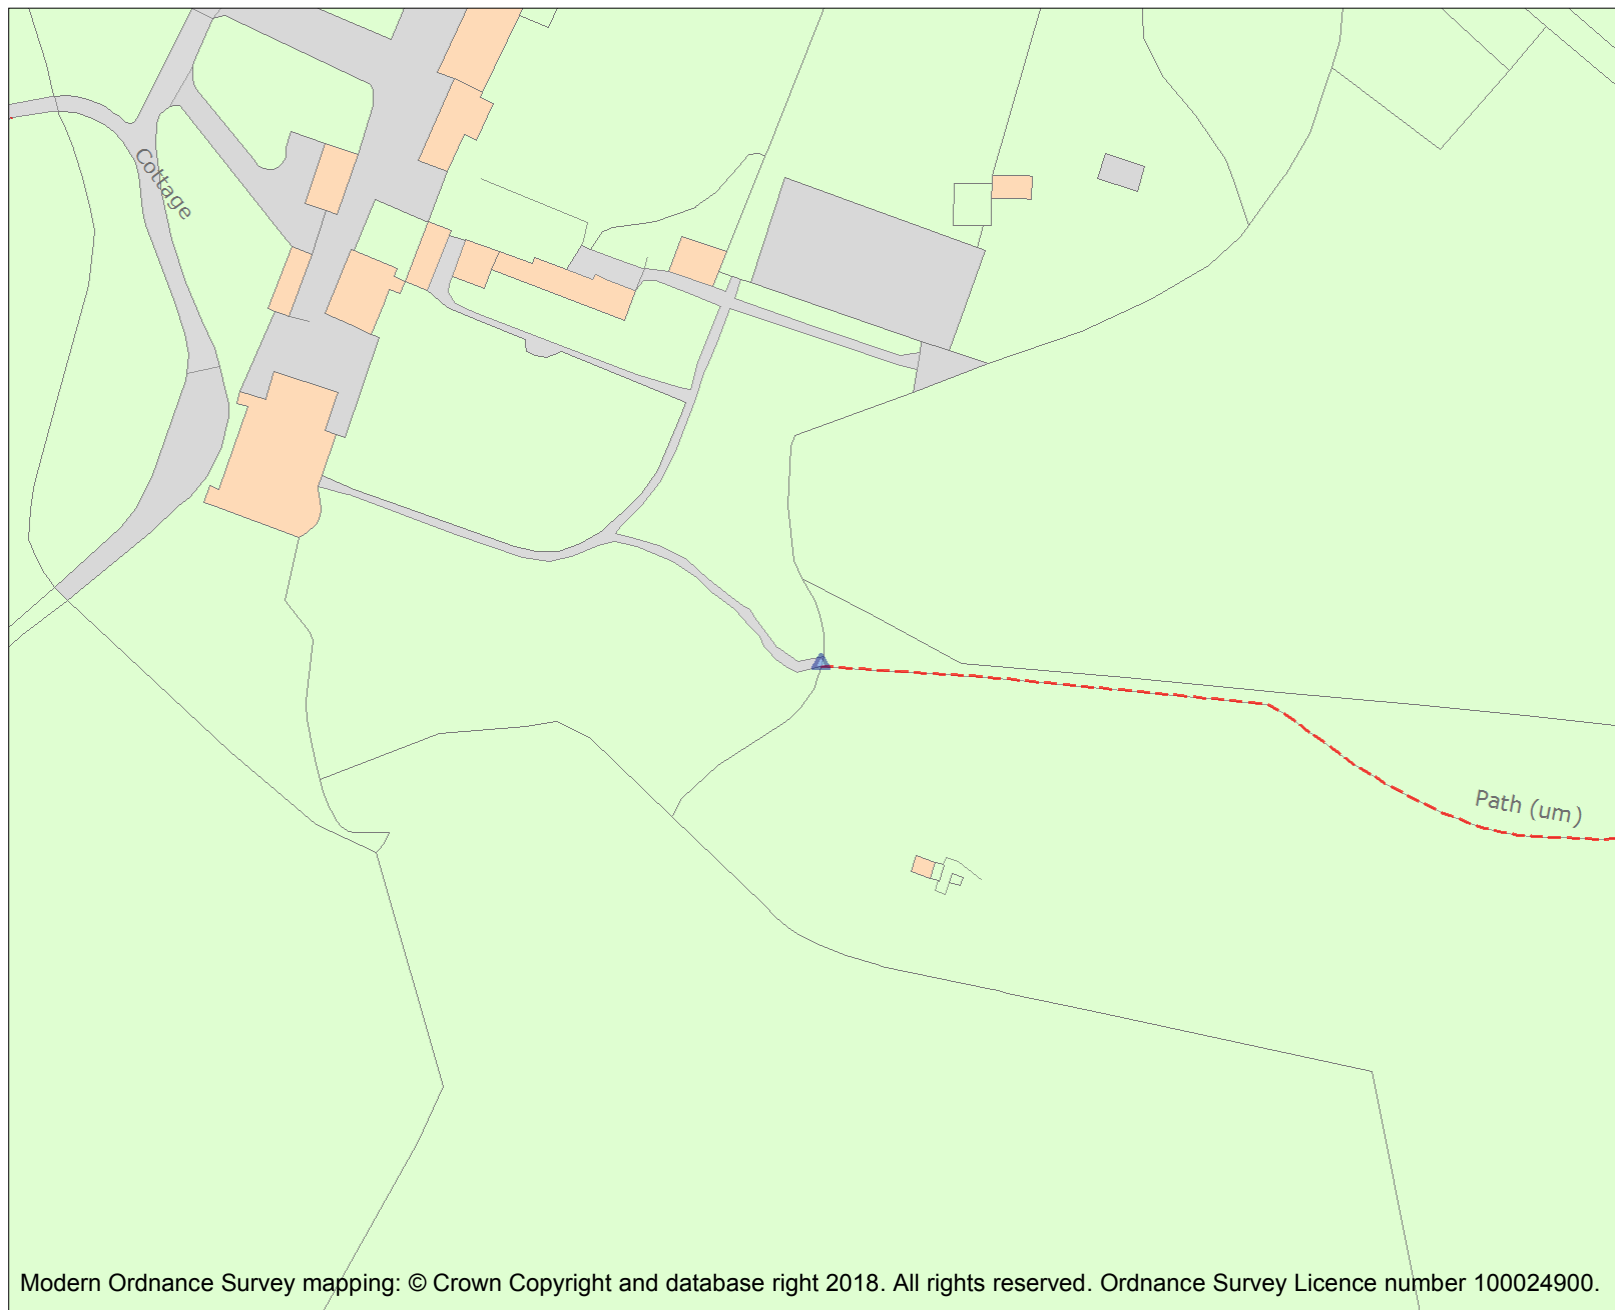 Cottage
Path (um)
Modern Ordnance Survey mapping: © Crown Copyright and database right 2018. All rights reserved. Ordnance Survey Licence number 100024900.